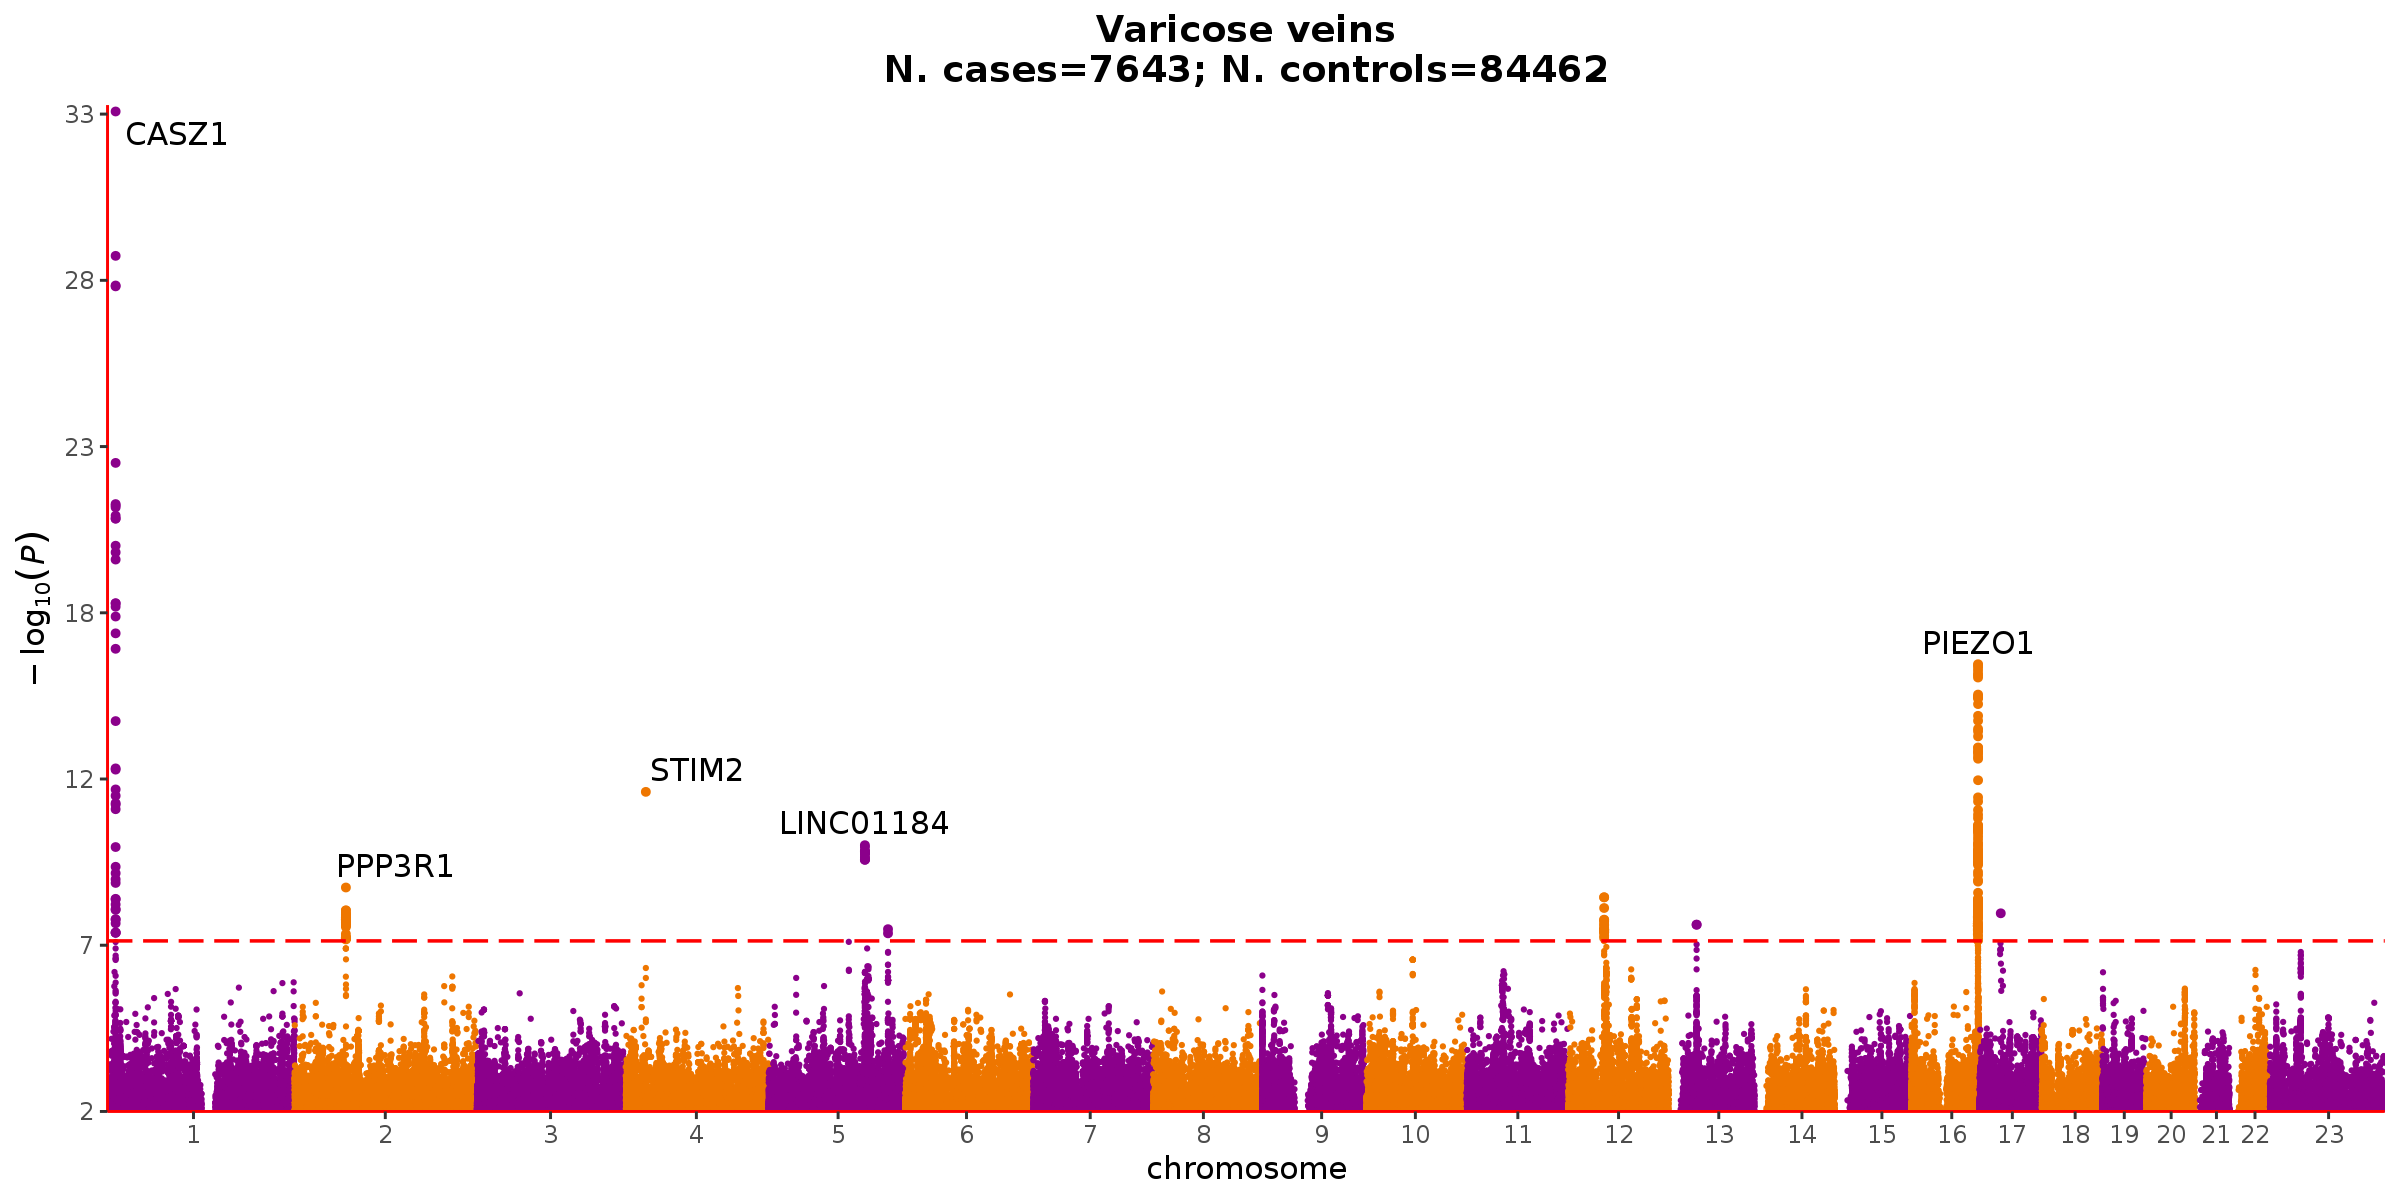 Varicose veins
N. cases=7643; N. controls=84462
33
CASZ1
28
23
18
PIEZO1
12
STIM2
LINC01184
PPP3R1
7
2
−log₁₀(P)
1 2 3 4 5 6 7 8 9 10 11 12 13 14 15 16 17 18 19 20 21 22 23
chromosome